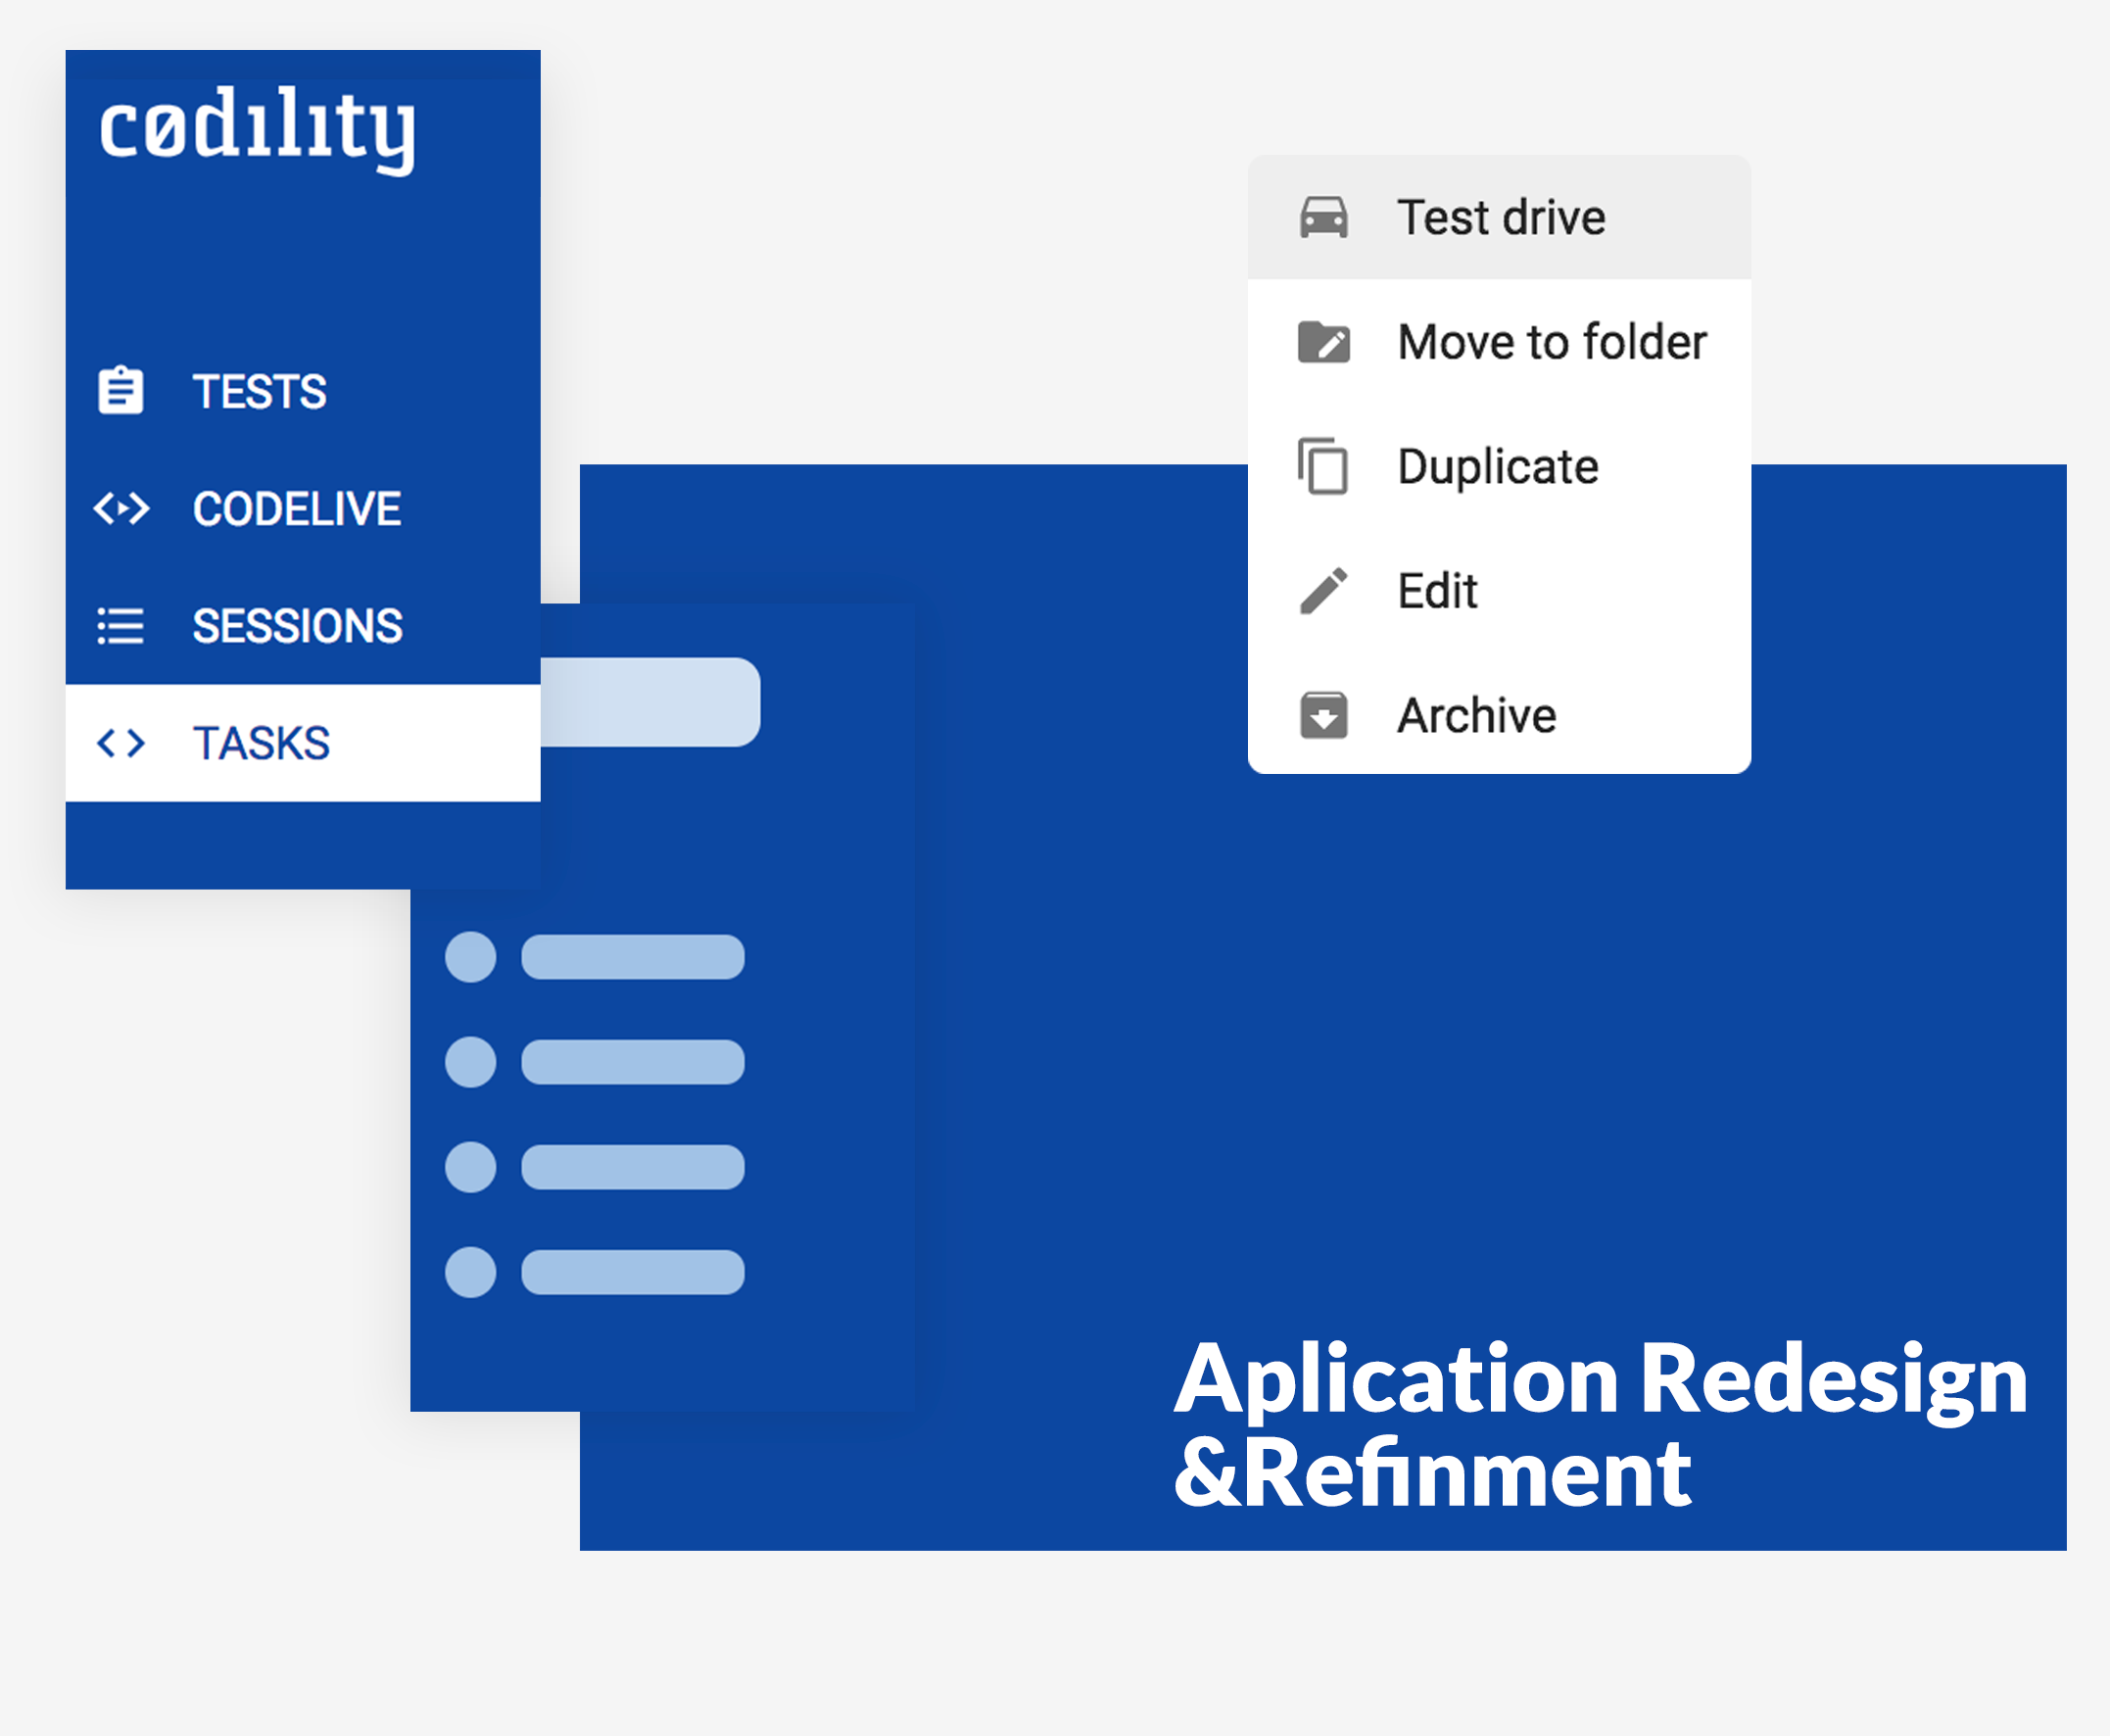 cødılıty
TESTS
CODELIVE
SESSIONS
TASKS
Test drive
Move to folder
Duplicate
Edit
Archive
Aplication Redesign
&Refinment